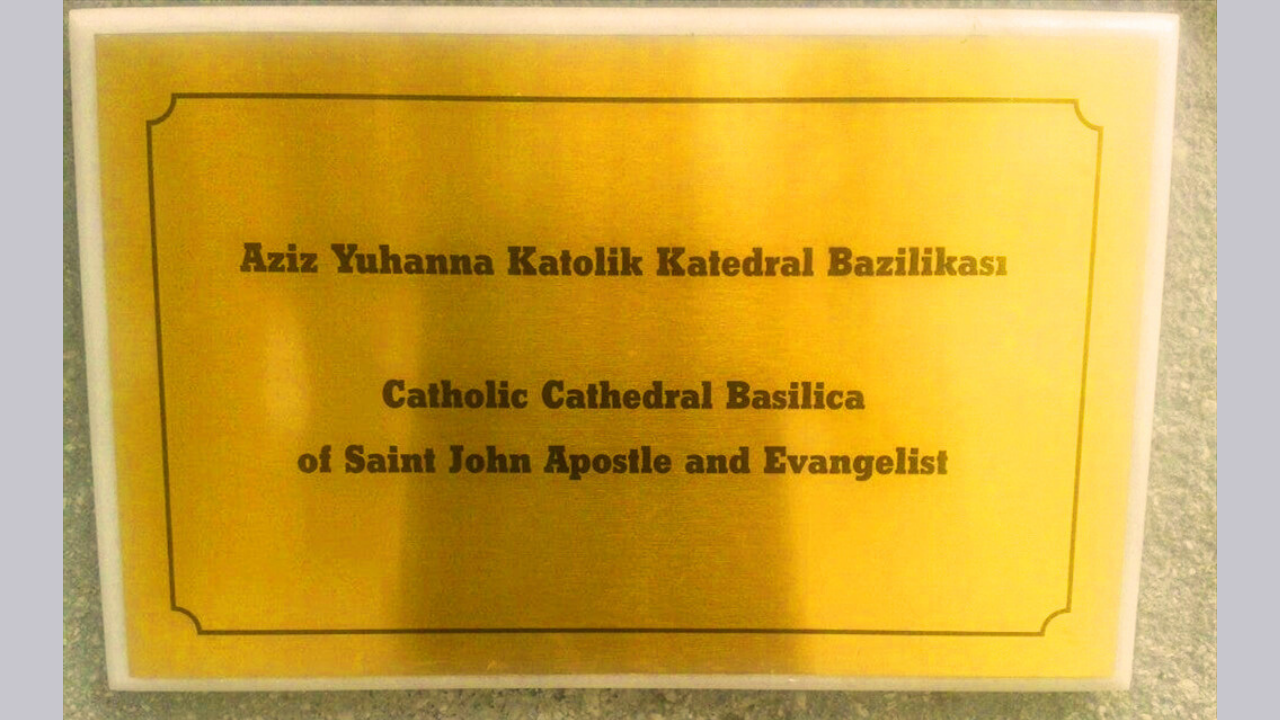 Aziz Yuhanna Katolik Katedral Bazilikası
Catholic Cathedral Basilica
of Saint John Apostle and Evangelist